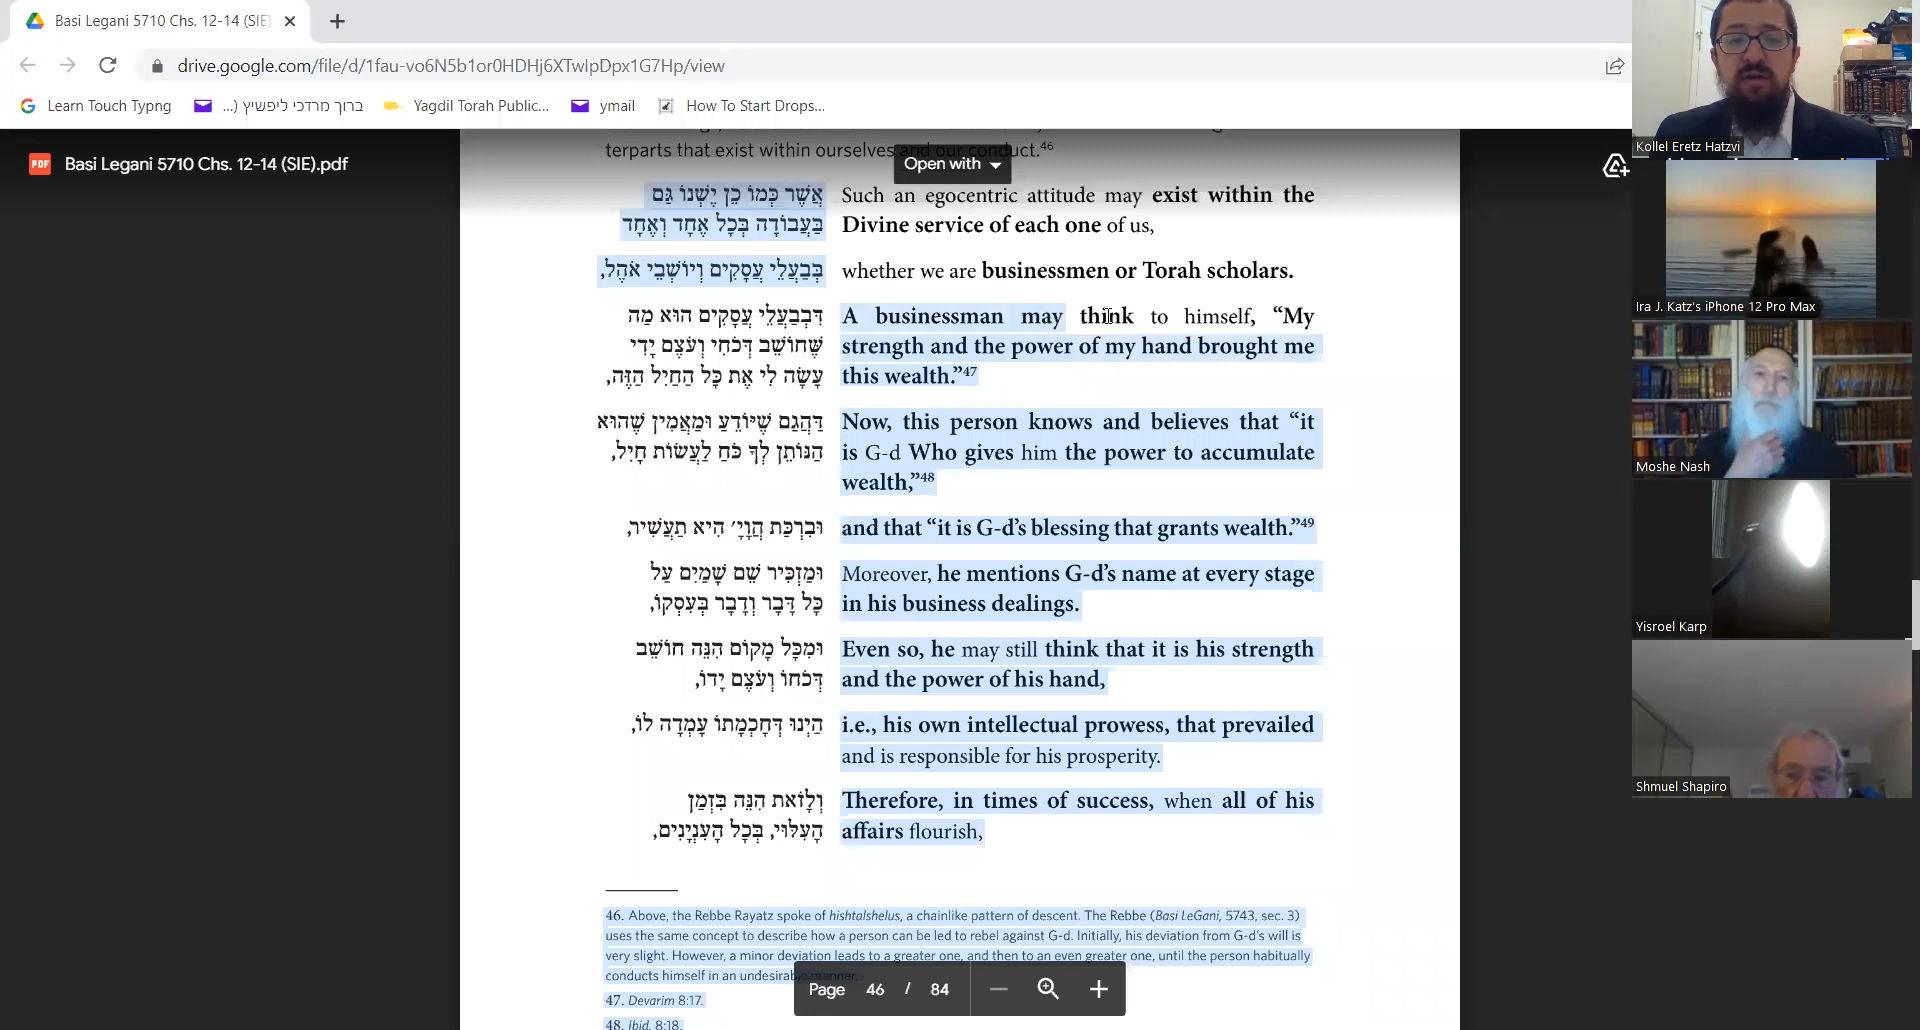 Basi Legani 5710 Chs. 12-14 (SIE)
drive.google.com/file/d/1fau-vo6N5b1or0HDHj6XTwIpDpx1G7Hp/view
Learn Touch Typng
ברוך מרדכי ליפשיץ (...
Yagdil Torah Public...
ymail
How To Start Drops...
PDF Basi Legani 5710 Chs. 12-14 (SIE).pdf
Open with
terparts that exist within ourselves and our conduct.46
אֲשֶׁר כְּמוֹ כֵן יֶשְׁנוֹ גַּם
בַּעֲבוֹדָה בְּכָל אֶחָד וְאֶחָד
Such an egocentric attitude may exist within the
Divine service of each one of us,
בְּבַעֲלֵי עֲסָקִים וְיוֹשְׁבֵי אֹהֶל,
whether we are businessmen or Torah scholars.
דִּבְבַעֲלֵי עֲסָקִים הוּא מַה
שֶּׁחוֹשֵׁב דְּכֹחִי וְעֹצֶם יָדִי
עָשָׂה לִי אֶת כָּל הַחַיִל הַזֶּה,
A businessman may think to himself, “My
strength and the power of my hand brought me
this wealth.”47
דַּהֲגַם שֶׁיּוֹדֵעַ וּמַאֲמִין שֶׁהוּא
הַנּוֹתֵן לְךָ כֹּחַ לַעֲשׂוֹת חָיִל,
Now, this person knows and believes that “it
is G-d Who gives him the power to accumulate
wealth,”48
וּבִרְכַּת הֲוָיָ׳ הִיא תַעֲשִׁיר,
and that “it is G-d’s blessing that grants wealth.”49
וּמַזְכִּיר שֵׁם שָׁמַיִם עַל
כָּל דָּבָר וְדָבָר בְּעִסְקוֹ,
Moreover, he mentions G-d’s name at every stage
in his business dealings.
וּמִכָּל מָקוֹם הִנֵּה חוֹשֵׁב
דְּכֹחוֹ וְעֹצֶם יָדוֹ,
Even so, he may still think that it is his strength
and the power of his hand,
הַיְנוּ דְּחָכְמָתוֹ עָמְדָה לוֹ,
i.e., his own intellectual prowess, that prevailed
and is responsible for his prosperity.
וְלָזֹאת הִנֵּה בִּזְמַן
הָעִלּוּי, בְּכָל הָעִנְיָנִים,
Therefore, in times of success, when all of his
affairs flourish,
46. Above, the Rebbe Rayatz spoke of hishtalshelus, a chainlike pattern of descent. The Rebbe (Basi LeGani, 5743, sec. 3)
uses the same concept to describe how a person can be led to rebel against G-d. Initially, his deviation from G-d’s will is
very slight. However, a minor deviation leads to a greater one, and then to an even greater one, until the person habitually
conducts himself in an undesirable manner.
47. Devarim 8:17.
48. Ibid. 8:18.
Page 46 / 84
Kollel Eretz Hatzvi
Ira J. Katz's iPhone 12 Pro Max
Moshe Nash
Yisroel Karp
Shmuel Shapiro